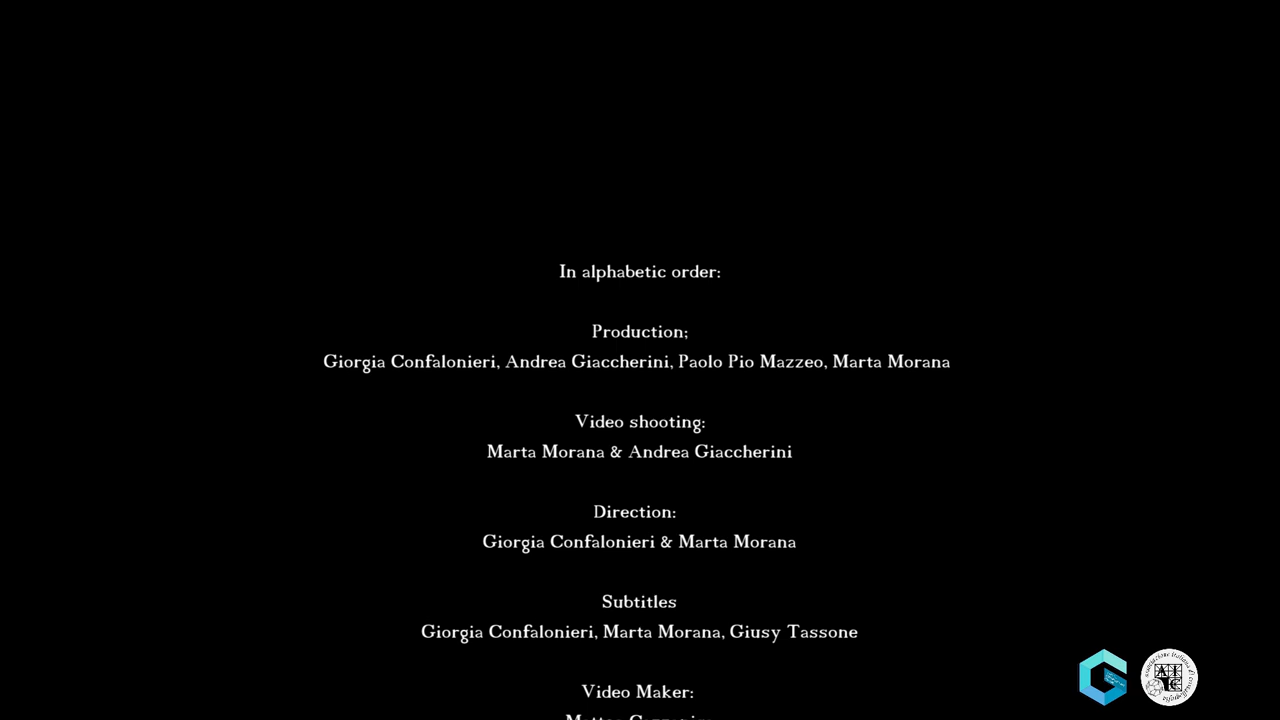 In alphabetic order:
Production;
Giorgia Confalonieri, Andrea Giaccherini, Paolo Pio Mazzeo, Marta Morana
Video shooting:
Marta Morana & Andrea Giaccherini
Direction:
Giorgia Confalonieri & Marta Morana
Subtitles
Giorgia Confalonieri, Marta Morana, Giusy Tassone
Video Maker: